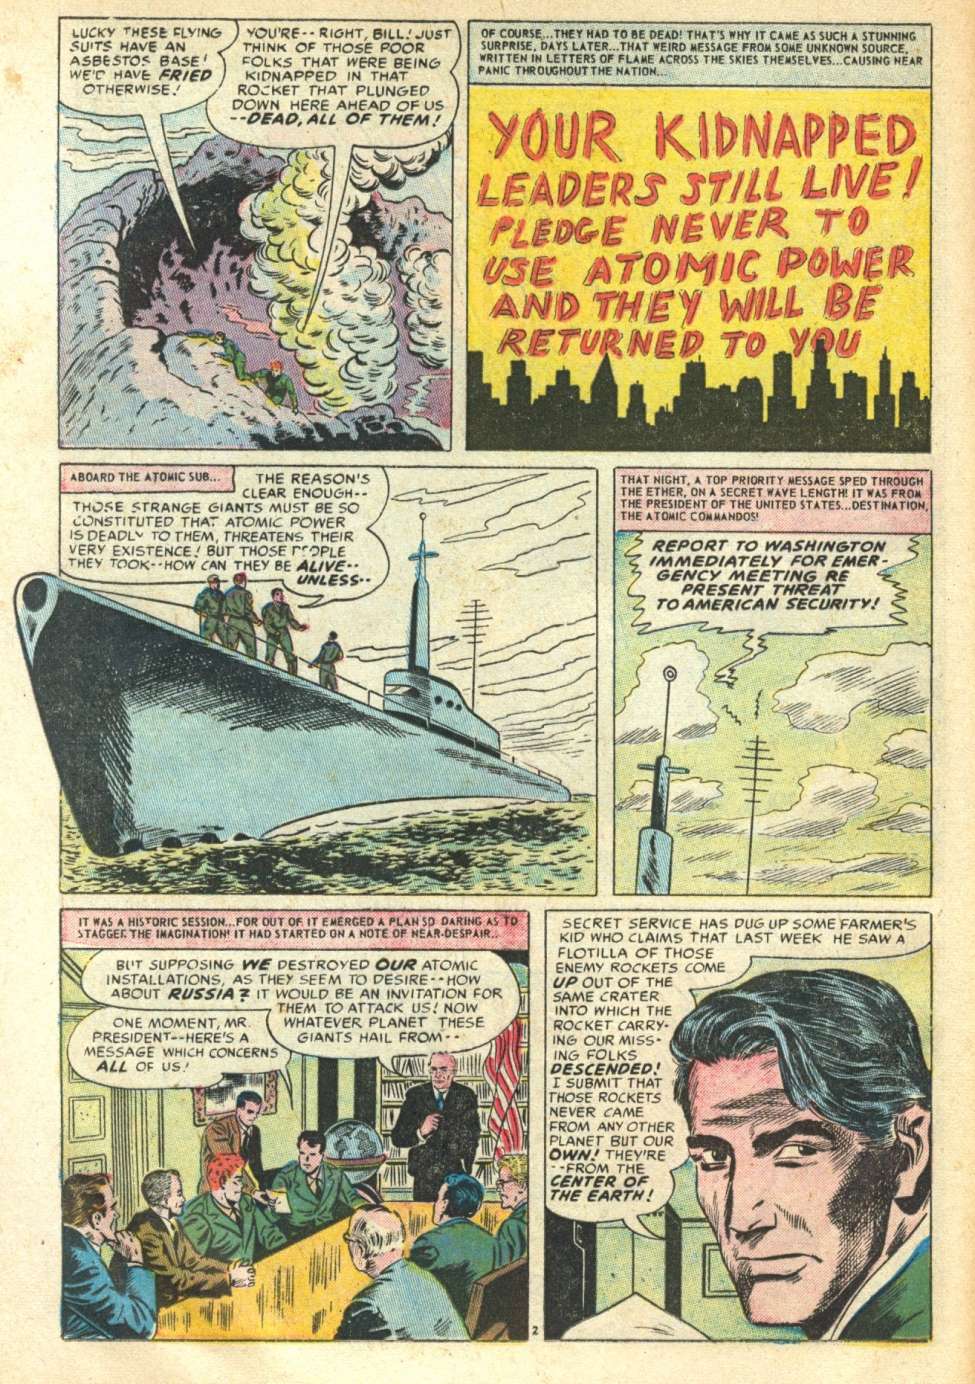 LUCKY THESE FLYING
SUITS HAVE AN
ASBESTOS BASE!
WE'D HAVE FRIED
OTHERWISE!
YOU'RE--RIGHT, BILL! JUST
THINK OF THOSE POOR
FOLKS THAT WERE BEING
KIDNAPPED IN THAT
ROCKET THAT PLUNGED
DOWN HERE AHEAD OF US
--DEAD, ALL OF THEM!
OF COURSE...THEY HAD TO BE DEAD! THAT'S WHY IT CAME AS SUCH A STUNNING
SURPRISE, DAYS LATER...THAT WEIRD MESSAGE FROM SOME UNKNOWN SOURCE,
WRITTEN IN LETTERS OF FLAME ACROSS THE SKIES THEMSELVES...CAUSING NEAR
PANIC THROUGHOUT THE NATION...
YOUR KIDNAPPED
LEADERS STILL LIVE!
PLEDGE NEVER TO
USE ATOMIC POWER
AND THEY WILL BE
RETURNED TO YOU
ABOARD THE ATOMIC SUB...
THE REASON'S
CLEAR ENOUGH--
THOSE STRANGE GIANTS MUST BE SO
CONSTITUTED THAT ATOMIC POWER
IS DEADLY TO THEM, THREATENS THEIR
VERY EXISTENCE! BUT THOSE PEOPLE
THEY TOOK--HOW CAN THEY BE ALIVE--
UNLESS--
THAT NIGHT, A TOP PRIORITY MESSAGE SPED THROUGH
THE ETHER, ON A SECRET WAVE LENGTH! IT WAS FROM
THE PRESIDENT OF THE UNITED STATES...DESTINATION,
THE ATOMIC COMMANDOS!
REPORT TO WASHINGTON
IMMEDIATELY FOR EMER-
GENCY MEETING RE
PRESENT THREAT
TO AMERICAN SECURITY!
IT WAS A HISTORIC SESSION...FOR OUT OF IT EMERGED A PLAN SO DARING AS TO
STAGGER THE IMAGINATION! IT HAD STARTED ON A NOTE OF NEAR-DESPAIR...
BUT SUPPOSING WE DESTROYED OUR ATOMIC
INSTALLATIONS, AS THEY SEEM TO DESIRE--HOW
ABOUT RUSSIA? IT WOULD BE AN INVITATION FOR
THEM TO ATTACK US! NOW
WHATEVER PLANET THESE
GIANTS HAIL FROM--
ONE MOMENT, MR.
PRESIDENT--HERE'S A
MESSAGE WHICH CONCERNS
ALL OF US!
2
SECRET SERVICE HAS DUG UP SOME FARMER'S
KID WHO CLAIMS THAT LAST WEEK HE SAW A
FLOTILLA OF THOSE
ENEMY ROCKETS COME
UP OUT OF THE
SAME CRATER
INTO WHICH THE
ROCKET CARRY-
ING OUR MISS-
ING FOLKS
DESCENDED!
I SUBMIT THAT
THOSE ROCKETS
NEVER CAME
FROM ANY OTHER
PLANET BUT OUR
OWN! THEY'RE
--FROM THE
CENTER OF
THE EARTH!